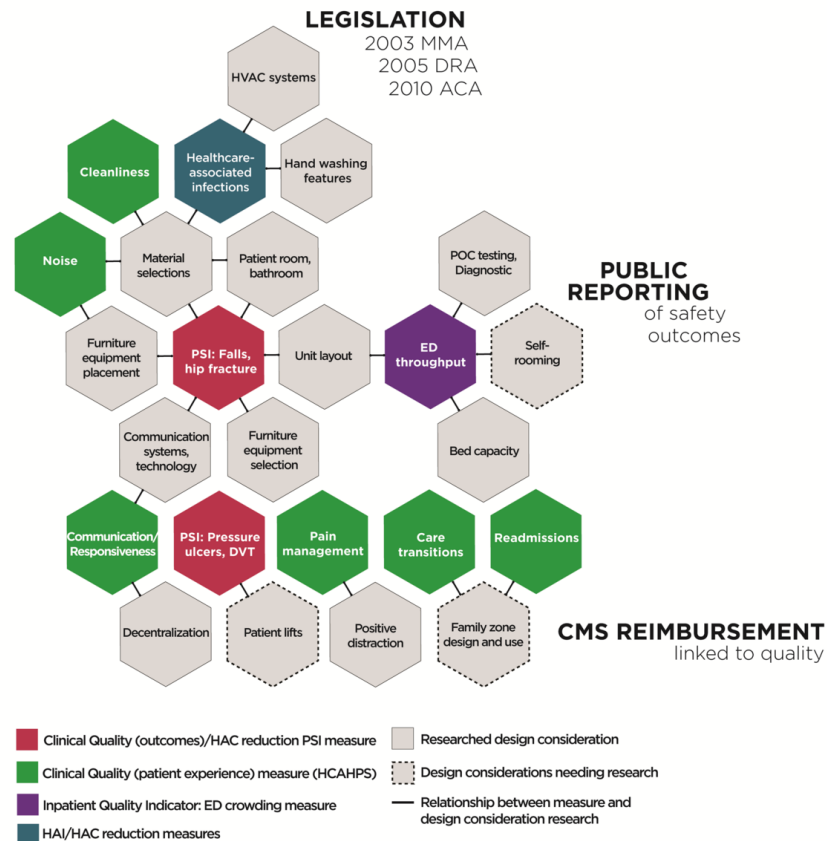 LEGISLATION
2003 MMA
2005 DRA
2010 ACA
HVAC systems
Cleanliness
Healthcare-
associated
infections
Hand washing
features
Noise
Material
selections
Patient room,
bathroom
POC testing,
Diagnostic
PUBLIC
REPORTING
of safety
outcomes
Furniture
equipment
placement
PSI: Falls,
hip fracture
Unit layout
ED
throughput
Self-
rooming
Communication
systems,
technology
Furniture
equipment
selection
Bed capacity
Communication/
Responsiveness
PSI: Pressure
ulcers, DVT
Pain
management
Care
transitions
Readmissions
Decentralization
Patient lifts
Positive
distraction
Family zone
design and use
CMS REIMBURSEMENT
linked to quality
Clinical Quality (outcomes)/HAC reduction PSI measure
Clinical Quality (patient experience) measure (HCAHPS)
Inpatient Quality Indicator: ED crowding measure
HAI/HAC reduction measures
Researched design consideration
Design considerations needing research
Relationship between measure and
design consideration research